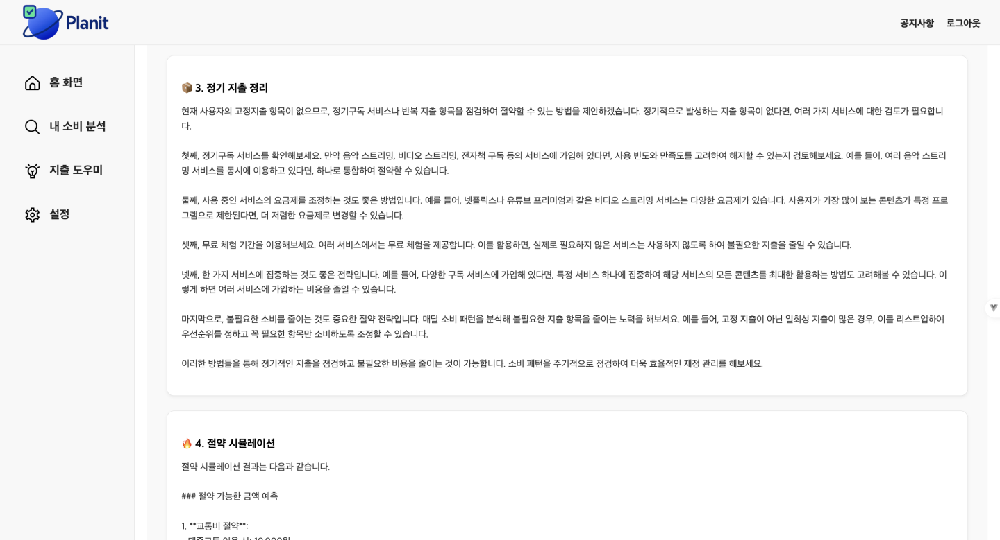 Planit
공지사항 로그아웃
홈 화면
내 소비 분석
지출 도우미
설정
📦 3. 정기 지출 정리
현재 사용자의 고정지출 항목이 없으므로, 정기구독 서비스나 반복 지출 항목을 점검하여 절약할 수 있는 방법을 제안하겠습니다. 정기적으로 발생하는 지출 항목이 없다면, 여러 가지 서비스에 대한 검토가 필요합니
다.
첫째, 정기구독 서비스를 확인해보세요. 만약 음악 스트리밍, 비디오 스트리밍, 전자책 구독 등의 서비스에 가입해 있다면, 사용 빈도와 만족도를 고려하여 해지할 수 있는지 검토해보세요. 예를 들어, 여러 음악 스트리
밍 서비스를 동시에 이용하고 있다면, 하나로 통합하여 절약할 수 있습니다.
둘째, 사용 중인 서비스의 요금제를 조정하는 것도 좋은 방법입니다. 예를 들어, 넷플릭스나 유튜브 프리미엄과 같은 비디오 스트리밍 서비스는 다양한 요금제가 있습니다. 사용자가 가장 많이 보는 콘텐츠가 특정 프로
그램으로 제한된다면, 더 저렴한 요금제로 변경할 수 있습니다.
셋째, 무료 체험 기간을 이용해보세요. 여러 서비스에서는 무료 체험을 제공합니다. 이를 활용하면, 실제로 필요하지 않은 서비스는 사용하지 않도록 하여 불필요한 지출을 줄일 수 있습니다.
넷째, 한 가지 서비스에 집중하는 것도 좋은 전략입니다. 예를 들어, 다양한 구독 서비스에 가입해 있다면, 특정 서비스 하나에 집중하여 해당 서비스의 모든 콘텐츠를 최대한 활용하는 방법도 고려해볼 수 있습니다. 이
렇게 하면 여러 서비스에 가입하는 비용을 줄일 수 있습니다.
마지막으로, 불필요한 소비를 줄이는 것도 중요한 절약 전략입니다. 매달 소비 패턴을 분석해 불필요한 지출 항목을 줄이는 노력을 해보세요. 예를 들어, 고정 지출이 아닌 일회성 지출이 많은 경우, 이를 리스트업하여
우선순위를 정하고 꼭 필요한 항목만 소비하도록 조정할 수 있습니다.
이러한 방법들을 통해 정기적인 지출을 점검하고 불필요한 비용을 줄이는 것이 가능합니다. 소비 패턴을 주기적으로 점검하여 더욱 효율적인 재정 관리를 해보세요.
🔥 4. 절약 시뮬레이션
절약 시뮬레이션 결과는 다음과 같습니다.
### 절약 가능한 금액 예측
1. **교통비 절약**:
- 대중교통 이용 시: 10,000원